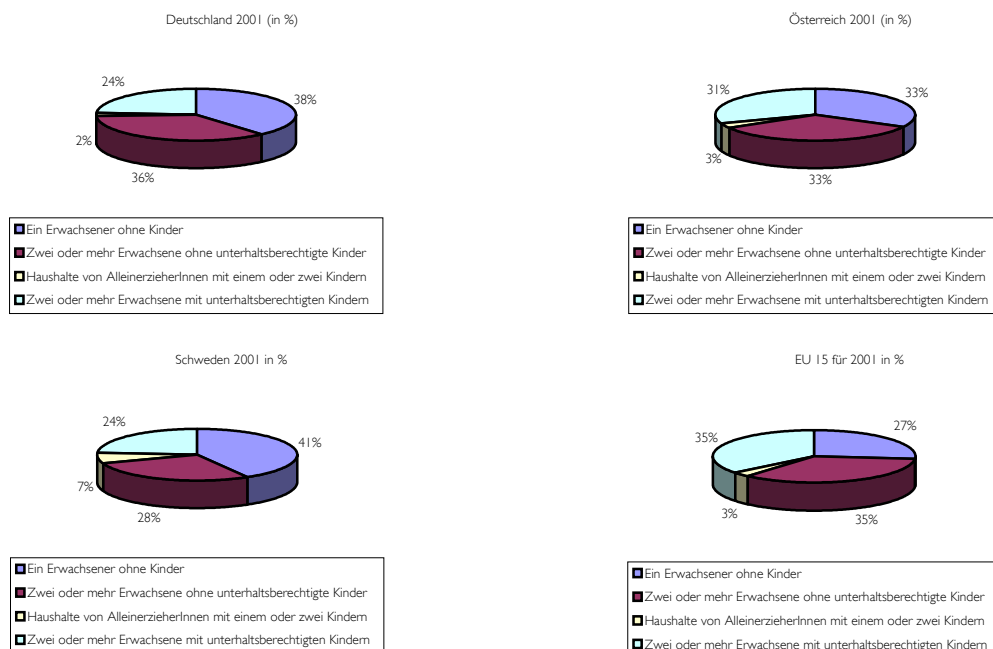 Deutschland 2001 (in %)
24%
38%
2%
36%
Ein Erwachsener ohne Kinder
Zwei oder mehr Erwachsene ohne unterhaltsberechtigte Kinder
Haushalte von AlleinerzieherInnen mit einem oder zwei Kindern
Zwei oder mehr Erwachsene mit unterhaltsberechtigten Kindern
Österreich 2001 (in %)
31%
33%
3%
33%
Ein Erwachsener ohne Kinder
Zwei oder mehr Erwachsene ohne unterhaltsberechtigte Kinder
Haushalte von AlleinerzieherInnen mit einem oder zwei Kindern
Zwei oder mehr Erwachsene mit unterhaltsberechtigten Kindern
Schweden 2001 in %
24%
41%
7%
28%
Ein Erwachsener ohne Kinder
Zwei oder mehr Erwachsene ohne unterhaltsberechtigte Kinder
Haushalte von AlleinerzieherInnen mit einem oder zwei Kindern
Zwei oder mehr Erwachsene mit unterhaltsberechtigten Kindern
EU 15 für 2001 in %
27%
35%
3%
35%
Ein Erwachsener ohne Kinder
Zwei oder mehr Erwachsene ohne unterhaltsberechtigte Kinder
Haushalte von AlleinerzieherInnen mit einem oder zwei Kindern
Zwei oder mehr Erwachsene mit unterhaltsberechtigten Kindern